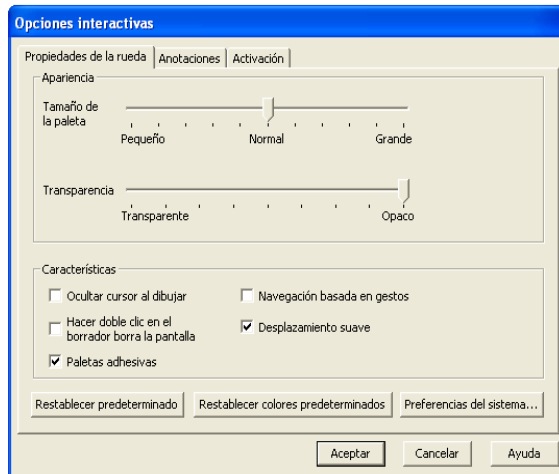 Opciones interactivas
Propiedades de la rueda Anotaciones Activación
Apariencia
Tamaño de
la paleta
Pequeño Normal Grande
Transparencia
Transparente Opaco
Características
Ocultar cursor al dibujar Navegación basada en gestos
Hacer doble clic en el
borrador borra la pantalla
Desplazamiento suave
Paletas adhesivas
Restablecer predeterminado Restablecer colores predeterminados Preferencias del sistema...
Aceptar Cancelar Ayuda